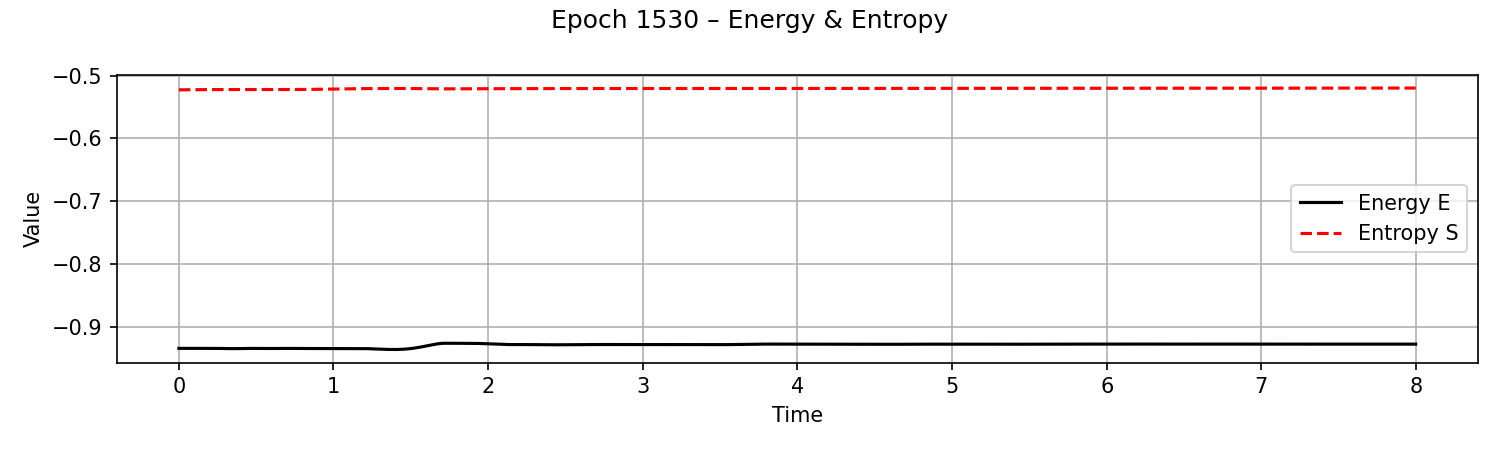 Epoch 1530 – Energy & Entropy
Value
−0.5
−0.6
−0.7
−0.8
−0.9
Energy E
Entropy S
0 1 2 3 4 5 6 7 8
Time